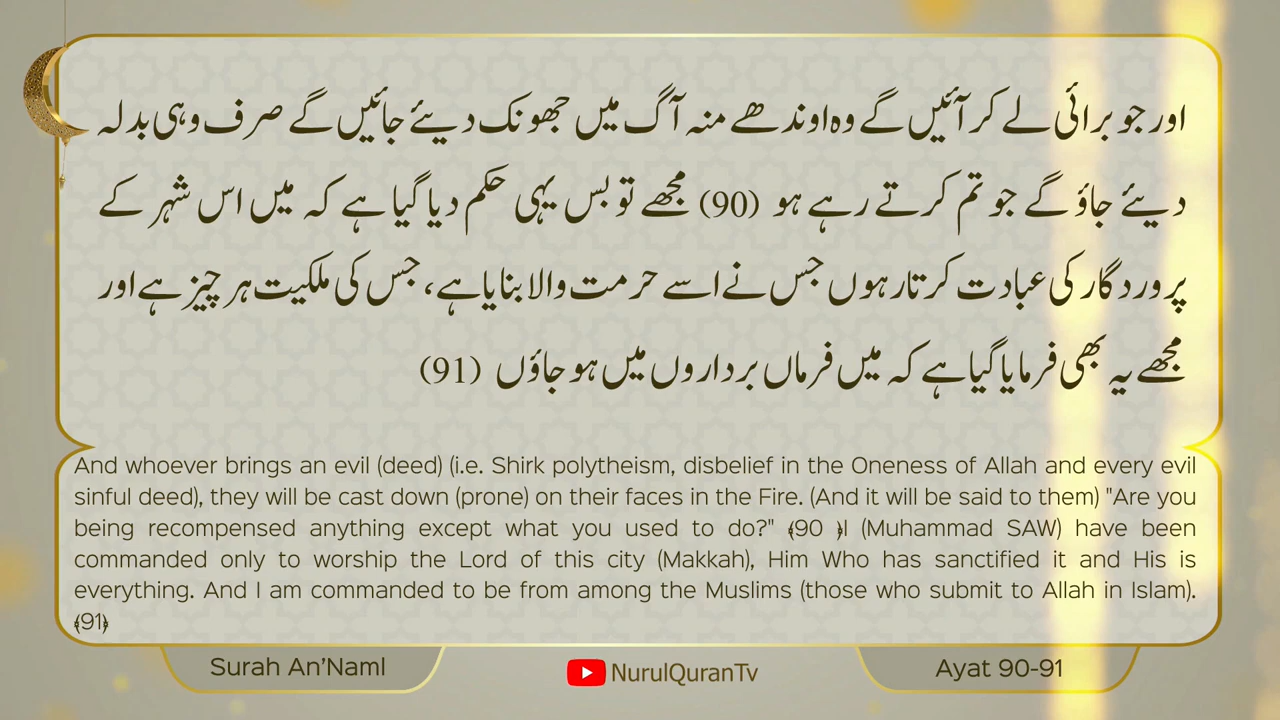 اور جو برائی لے کر آئیں گے وہ اوندھے منہ آگ میں جھونک دیئے جائیں گے صرف وہی بدلہ
دیئے جاؤ گے جو تم کرتے رہے ہو (90) مجھے تو بس یہی حکم دیا گیا ہے کہ میں اس شہر کے
پروردگار کی عبادت کرتا رہوں جس نے اسے حرمت والا بنایا ہے، جس کی ملکیت ہر چیز ہے اور
مجھے یہ بھی فرمایا گیا ہے کہ میں فرماں برداروں میں ہو جاؤں (91)
And whoever brings an evil (deed) (i.e. Shirk polytheism, disbelief in the Oneness of Allah and every evil
sinful deed), they will be cast down (prone) on their faces in the Fire. (And it will be said to them) "Are you
being recompensed anything except what you used to do?" ﴾90 ﴿I (Muhammad SAW) have been
commanded only to worship the Lord of this city (Makkah), Him Who has sanctified it and His is
everything. And I am commanded to be from among the Muslims (those who submit to Allah in Islam).
﴾91﴿
Surah An'Naml
NurulQuranTv
Ayat 90-91